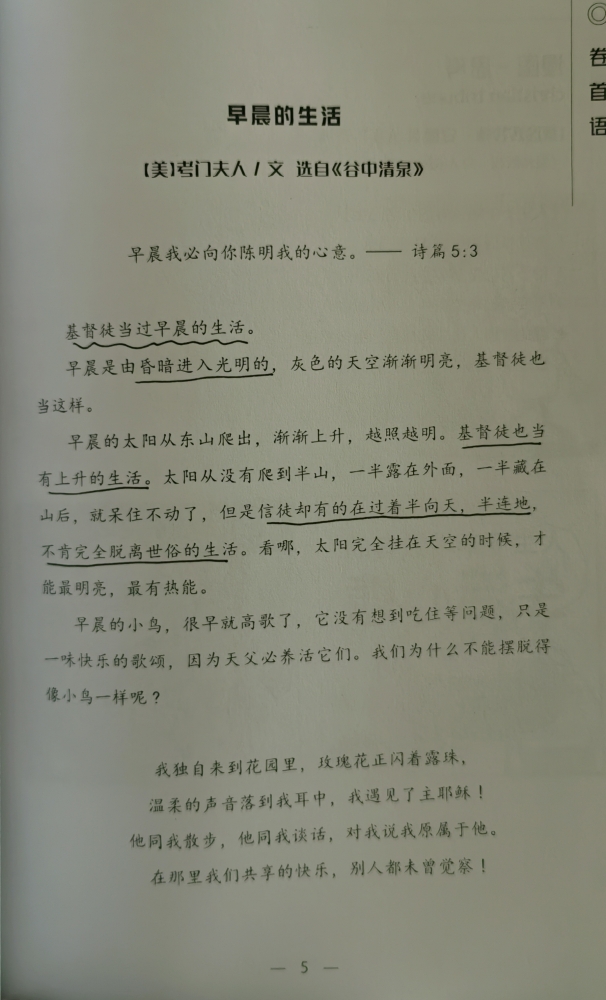 卷首语
早晨的生活
【美】考门夫人 / 文 选自《谷中清泉》
早晨我必向你陈明我的心意。—— 诗篇 5:3
基督徒当过早晨的生活。
早晨是由昏暗进入光明的，灰色的天空渐渐明亮，基督徒也
当这样。
早晨的太阳从东山爬出，渐渐上升，越照越明。基督徒也当
有上升的生活。太阳从没有爬到半山，一半露在外面，一半藏在
山后，就呆住不动了，但是信徒却有的在过着半向天，半连地，
不肯完全脱离世俗的生活。看哪，太阳完全挂在天空的时候，才
能最明亮，最有热能。
早晨的小鸟，很早就高歌了，它没有想到吃住等问题，只是
一味快乐的歌颂，因为天父必养活它们。我们为什么不能摆脱得
像小鸟一样呢？
我独自来到花园里，玫瑰花正闪着露珠，
温柔的声音落到我耳中，我遇见了主耶稣！
他同我散步，他同我谈话，对我说我原属于他。
在那里我们共享的快乐，别人都未曾觉察！
— 5 —